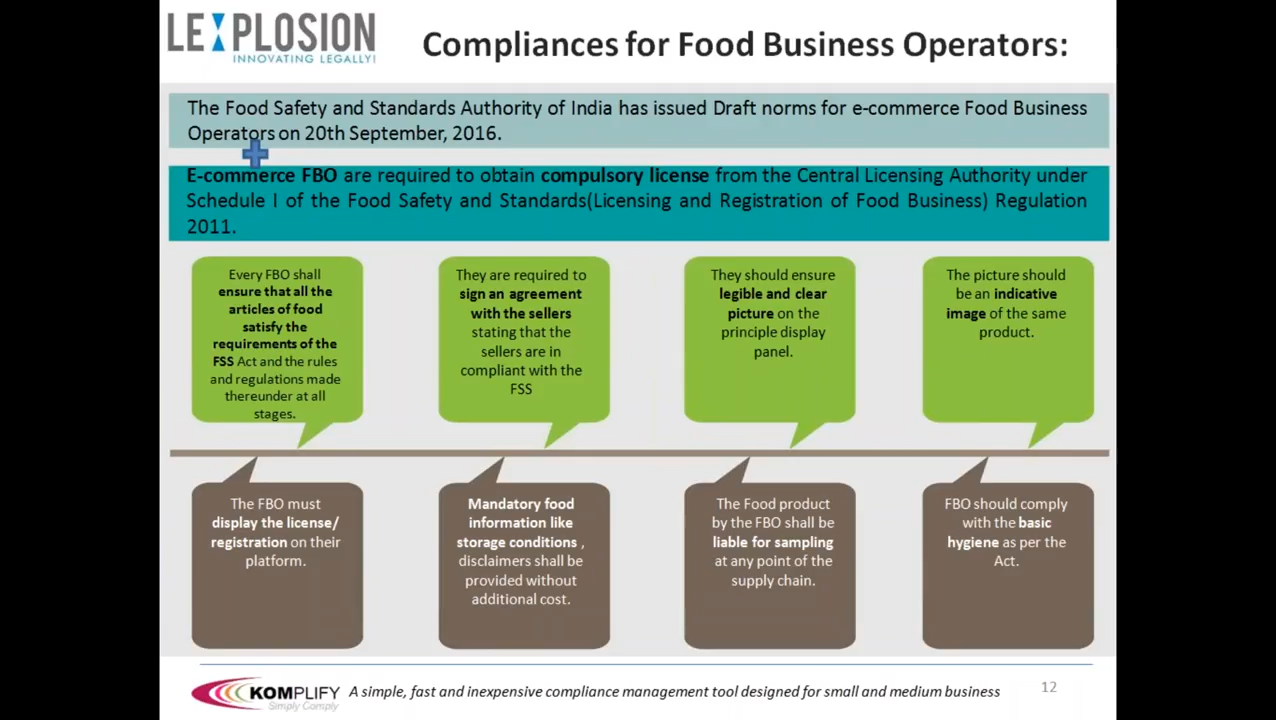 LEXPLOSION
INNOVATING LEGALLY!
Compliances for Food Business Operators:
The Food Safety and Standards Authority of India has issued Draft norms for e-commerce Food Business
Operators on 20th September, 2016.
E-commerce FBO are required to obtain compulsory license from the Central Licensing Authority under
Schedule I of the Food Safety and Standards(Licensing and Registration of Food Business) Regulation
2011.
Every FBO shall
ensure that all the
articles of food
satisfy the
requirements of the
FSS Act and the rules
and regulations made
thereunder at all
stages.
They are required to
sign an agreement
with the sellers
stating that the
sellers are in
compliant with the
FSS
They should ensure
legible and clear
picture on the
principle display
panel.
The picture should
be an indicative
image of the same
product.
The FBO must
display the license/
registration on their
platform.
Mandatory food
information like
storage conditions ,
disclaimers shall be
provided without
additional cost.
The Food product
by the FBO shall be
liable for sampling
at any point of the
supply chain.
FBO should comply
with the basic
hygiene as per the
Act.
KOMPLIFY
Simply Comply
A simple, fast and inexpensive compliance management tool designed for small and medium business
12